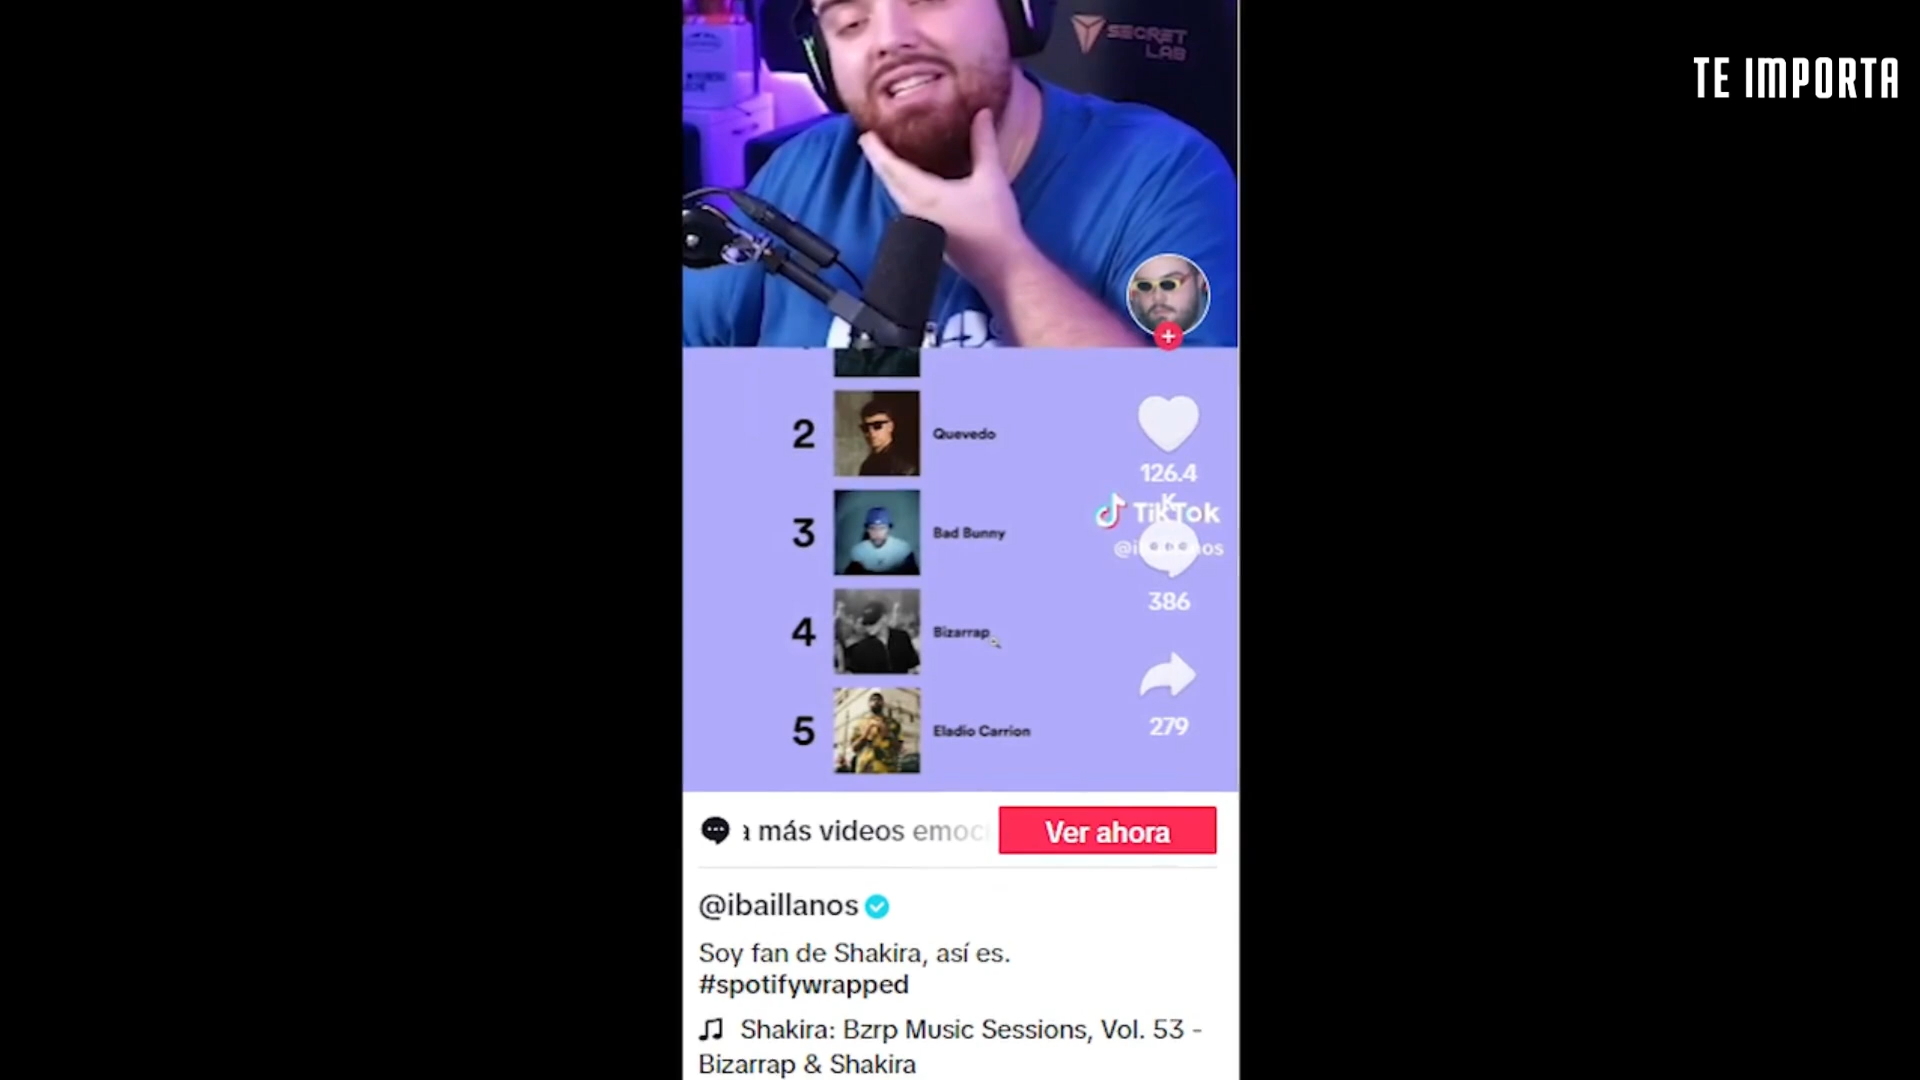 TE IMPORTA
SECRET
LAB
2
Quevedo
3
Bad Bunny
4
Bizarrap
5
Eladio Carrion
126.4
K
TikTok
386
279
a más videos emoci
Ver ahora
@ibaillanos
Soy fan de Shakira, así es.
#spotifywrapped
Shakira: Bzrp Music Sessions, Vol. 53 -
Bizarrap & Shakira